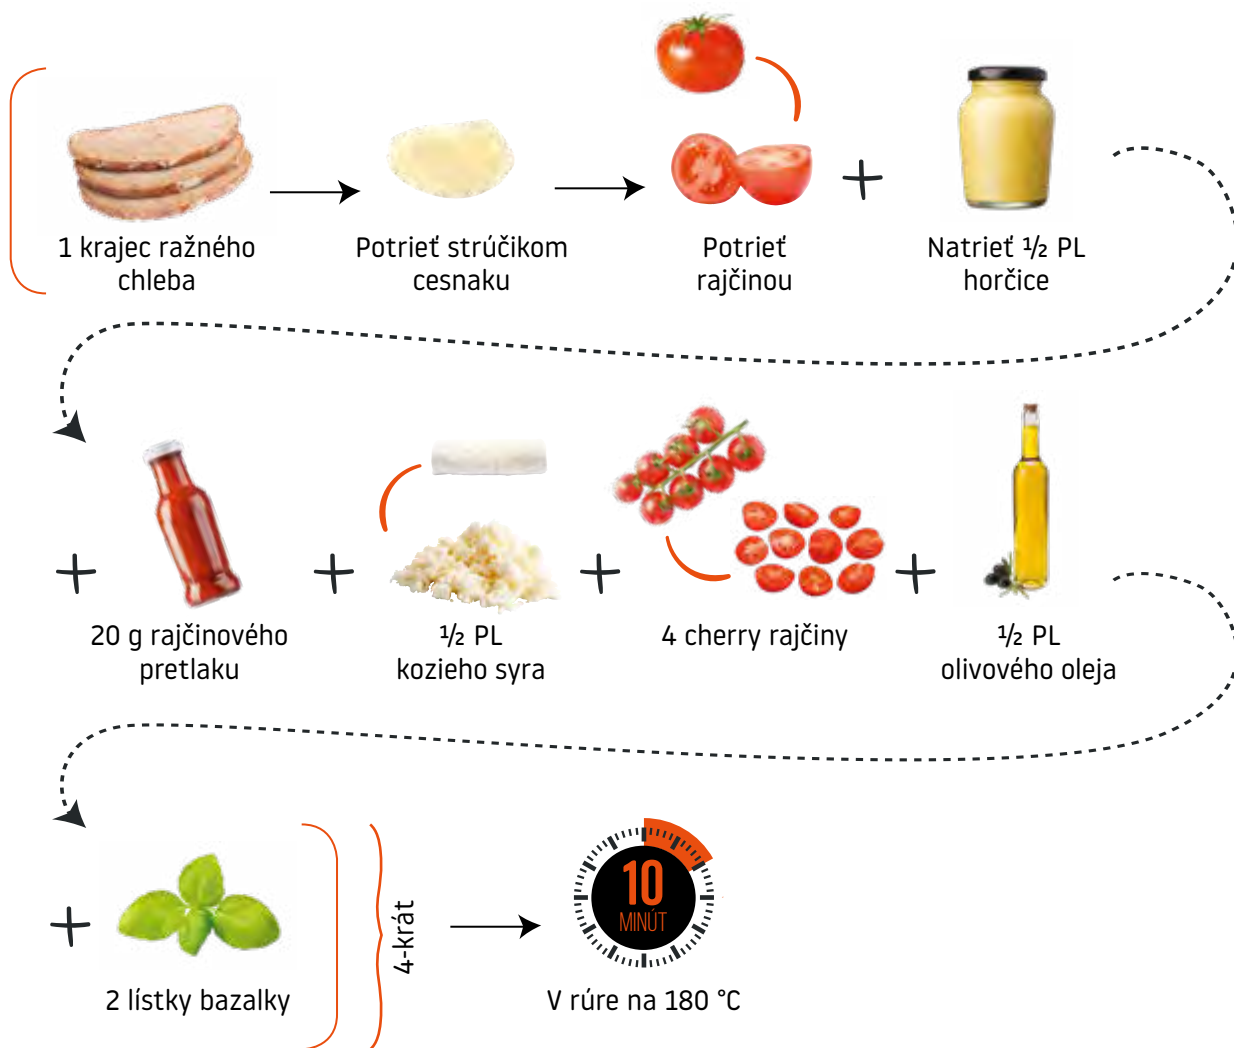 1 krajec ražného
chleba
Potrieť strúčikom
cesnaku
Potrieť
rajčinou
Natrieť ½ PL
horčice
20 g rajčinového
pretlaku
½ PL
kozieho syra
4 cherry rajčiny
½ PL
olivového oleja
2 lístky bazalky
4-krát
10
MINÚT
V rúre na 180 °C